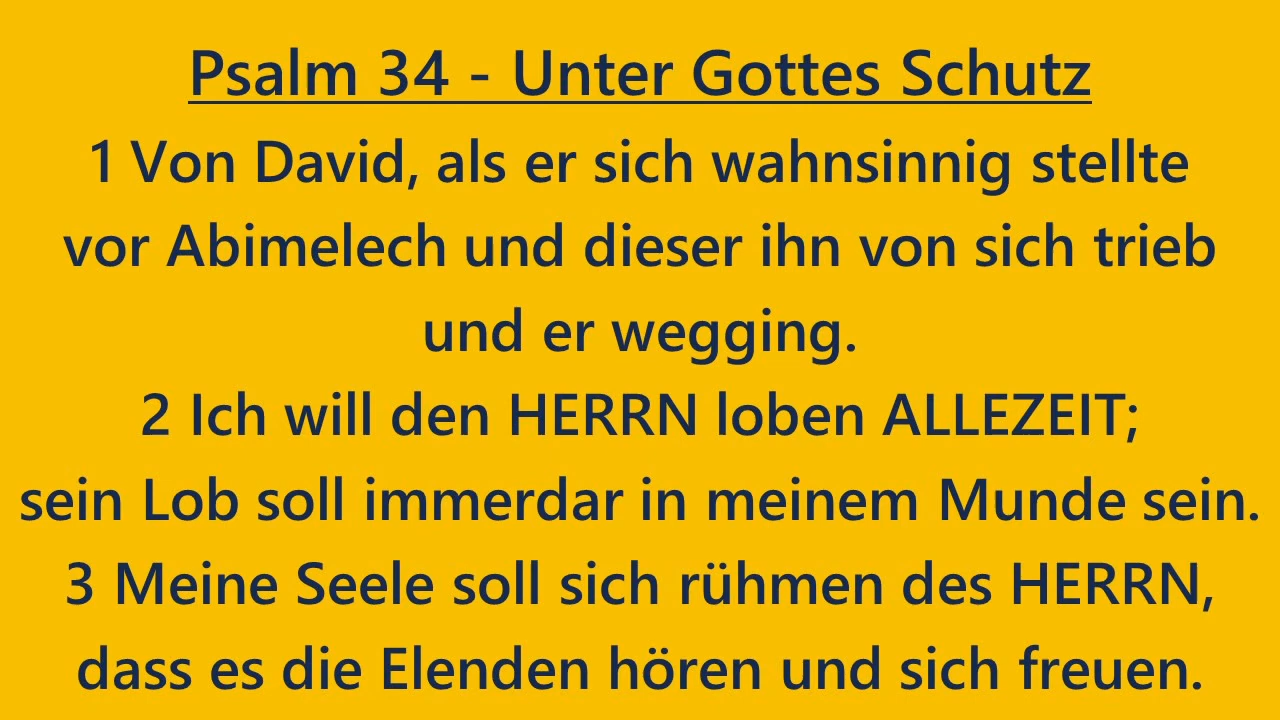 Psalm 34 - Unter Gottes Schutz
1 Von David, als er sich wahnsinnig stellte
vor Abimelech und dieser ihn von sich trieb
und er wegging.
2 Ich will den HERRN loben ALLEZEIT;
sein Lob soll immerdar in meinem Munde sein.
3 Meine Seele soll sich rühmen des HERRN,
dass es die Elenden hören und sich freuen.